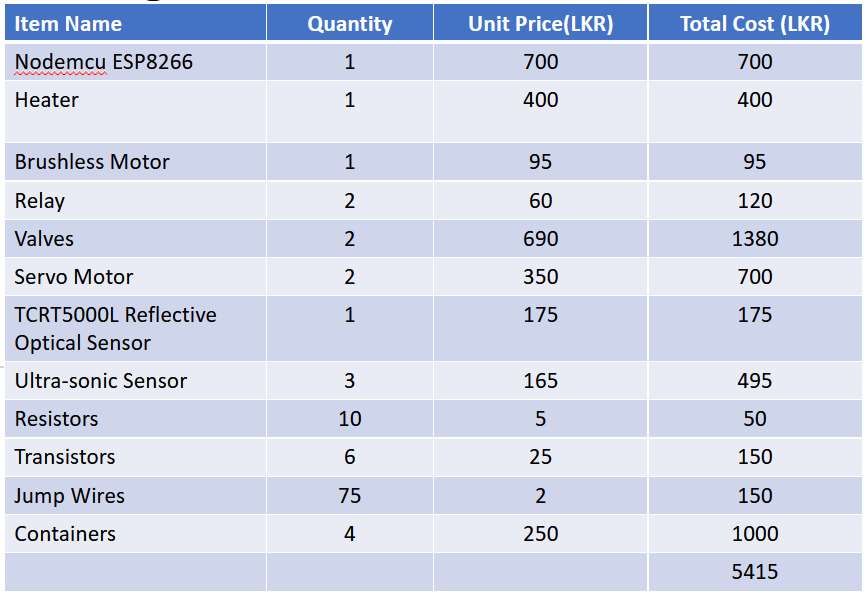 Item Name Quantity Unit Price(LKR) Total Cost (LKR)
Nodemcu ESP8266 1 700 700
Heater 1 400 400
Brushless Motor 1 95 95
Relay 2 60 120
Valves 2 690 1380
Servo Motor 2 350 700
TCRT5000L Reflective 1 175 175
Optical Sensor
Ultra-sonic Sensor 3 165 495
Resistors 10 5 50
Transistors 6 25 150
Jump Wires 75 2 150
Containers 4 250 1000
5415